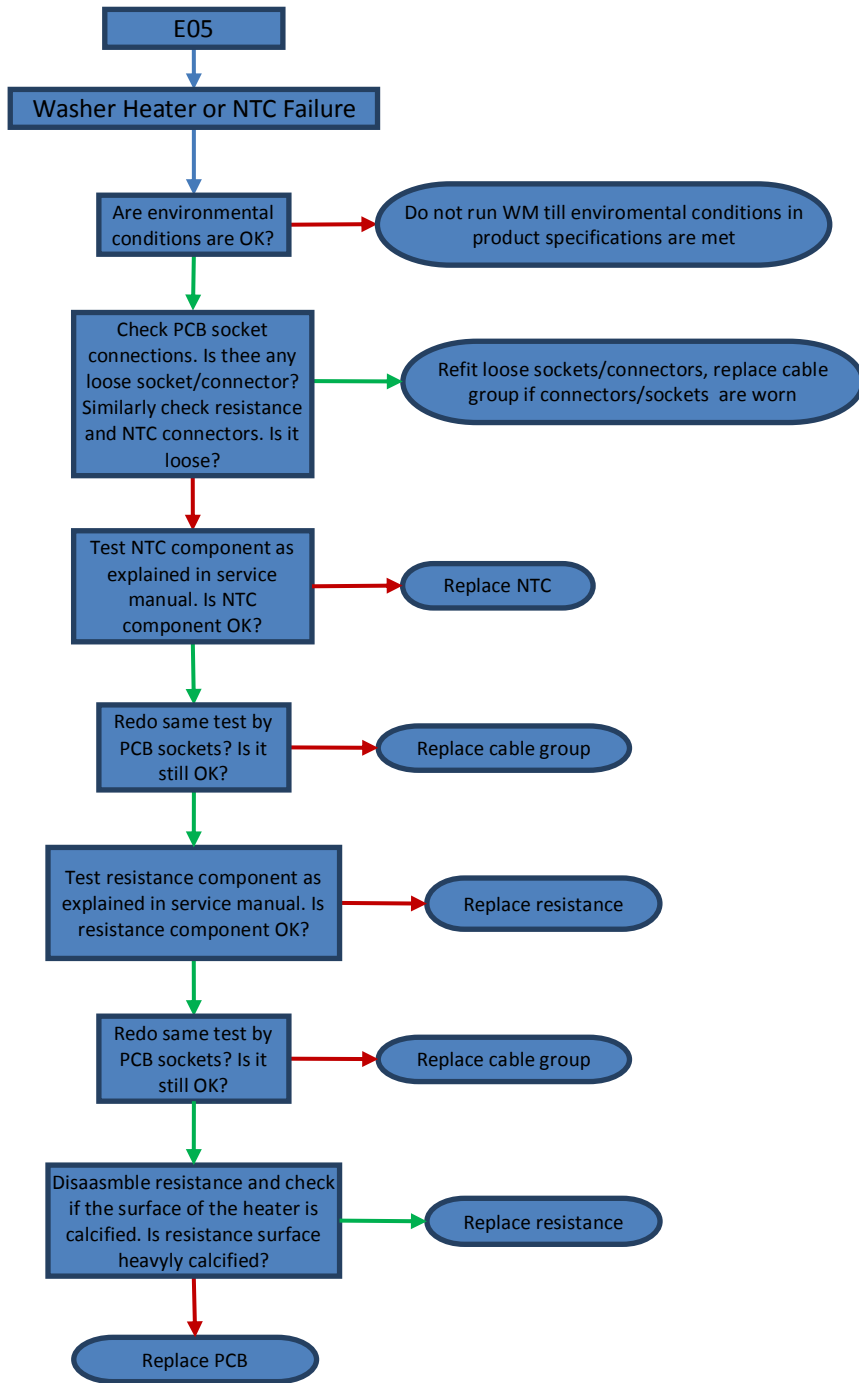 E05
Washer Heater or NTC Failure
Are environmental
conditions are OK?
Do not run WM till enviromental conditions in
product specifications are met
Check PCB socket
connections. Is thee any
loose socket/connector?
Similarly check resistance
and NTC connectors. Is it
loose?
Refit loose sockets/connectors, replace cable
group if connectors/sockets are worn
Test NTC component as
explained in service
manual. Is NTC
component OK?
Replace NTC
Redo same test by
PCB sockets? Is it
still OK?
Replace cable group
Test resistance component as
explained in service manual. Is
resistance component OK?
Replace resistance
Redo same test by
PCB sockets? Is it
still OK?
Replace cable group
Disaasmble resistance and check
if the surface of the heater is
calcified. Is resistance surface
heavyly calcified?
Replace resistance
Replace PCB